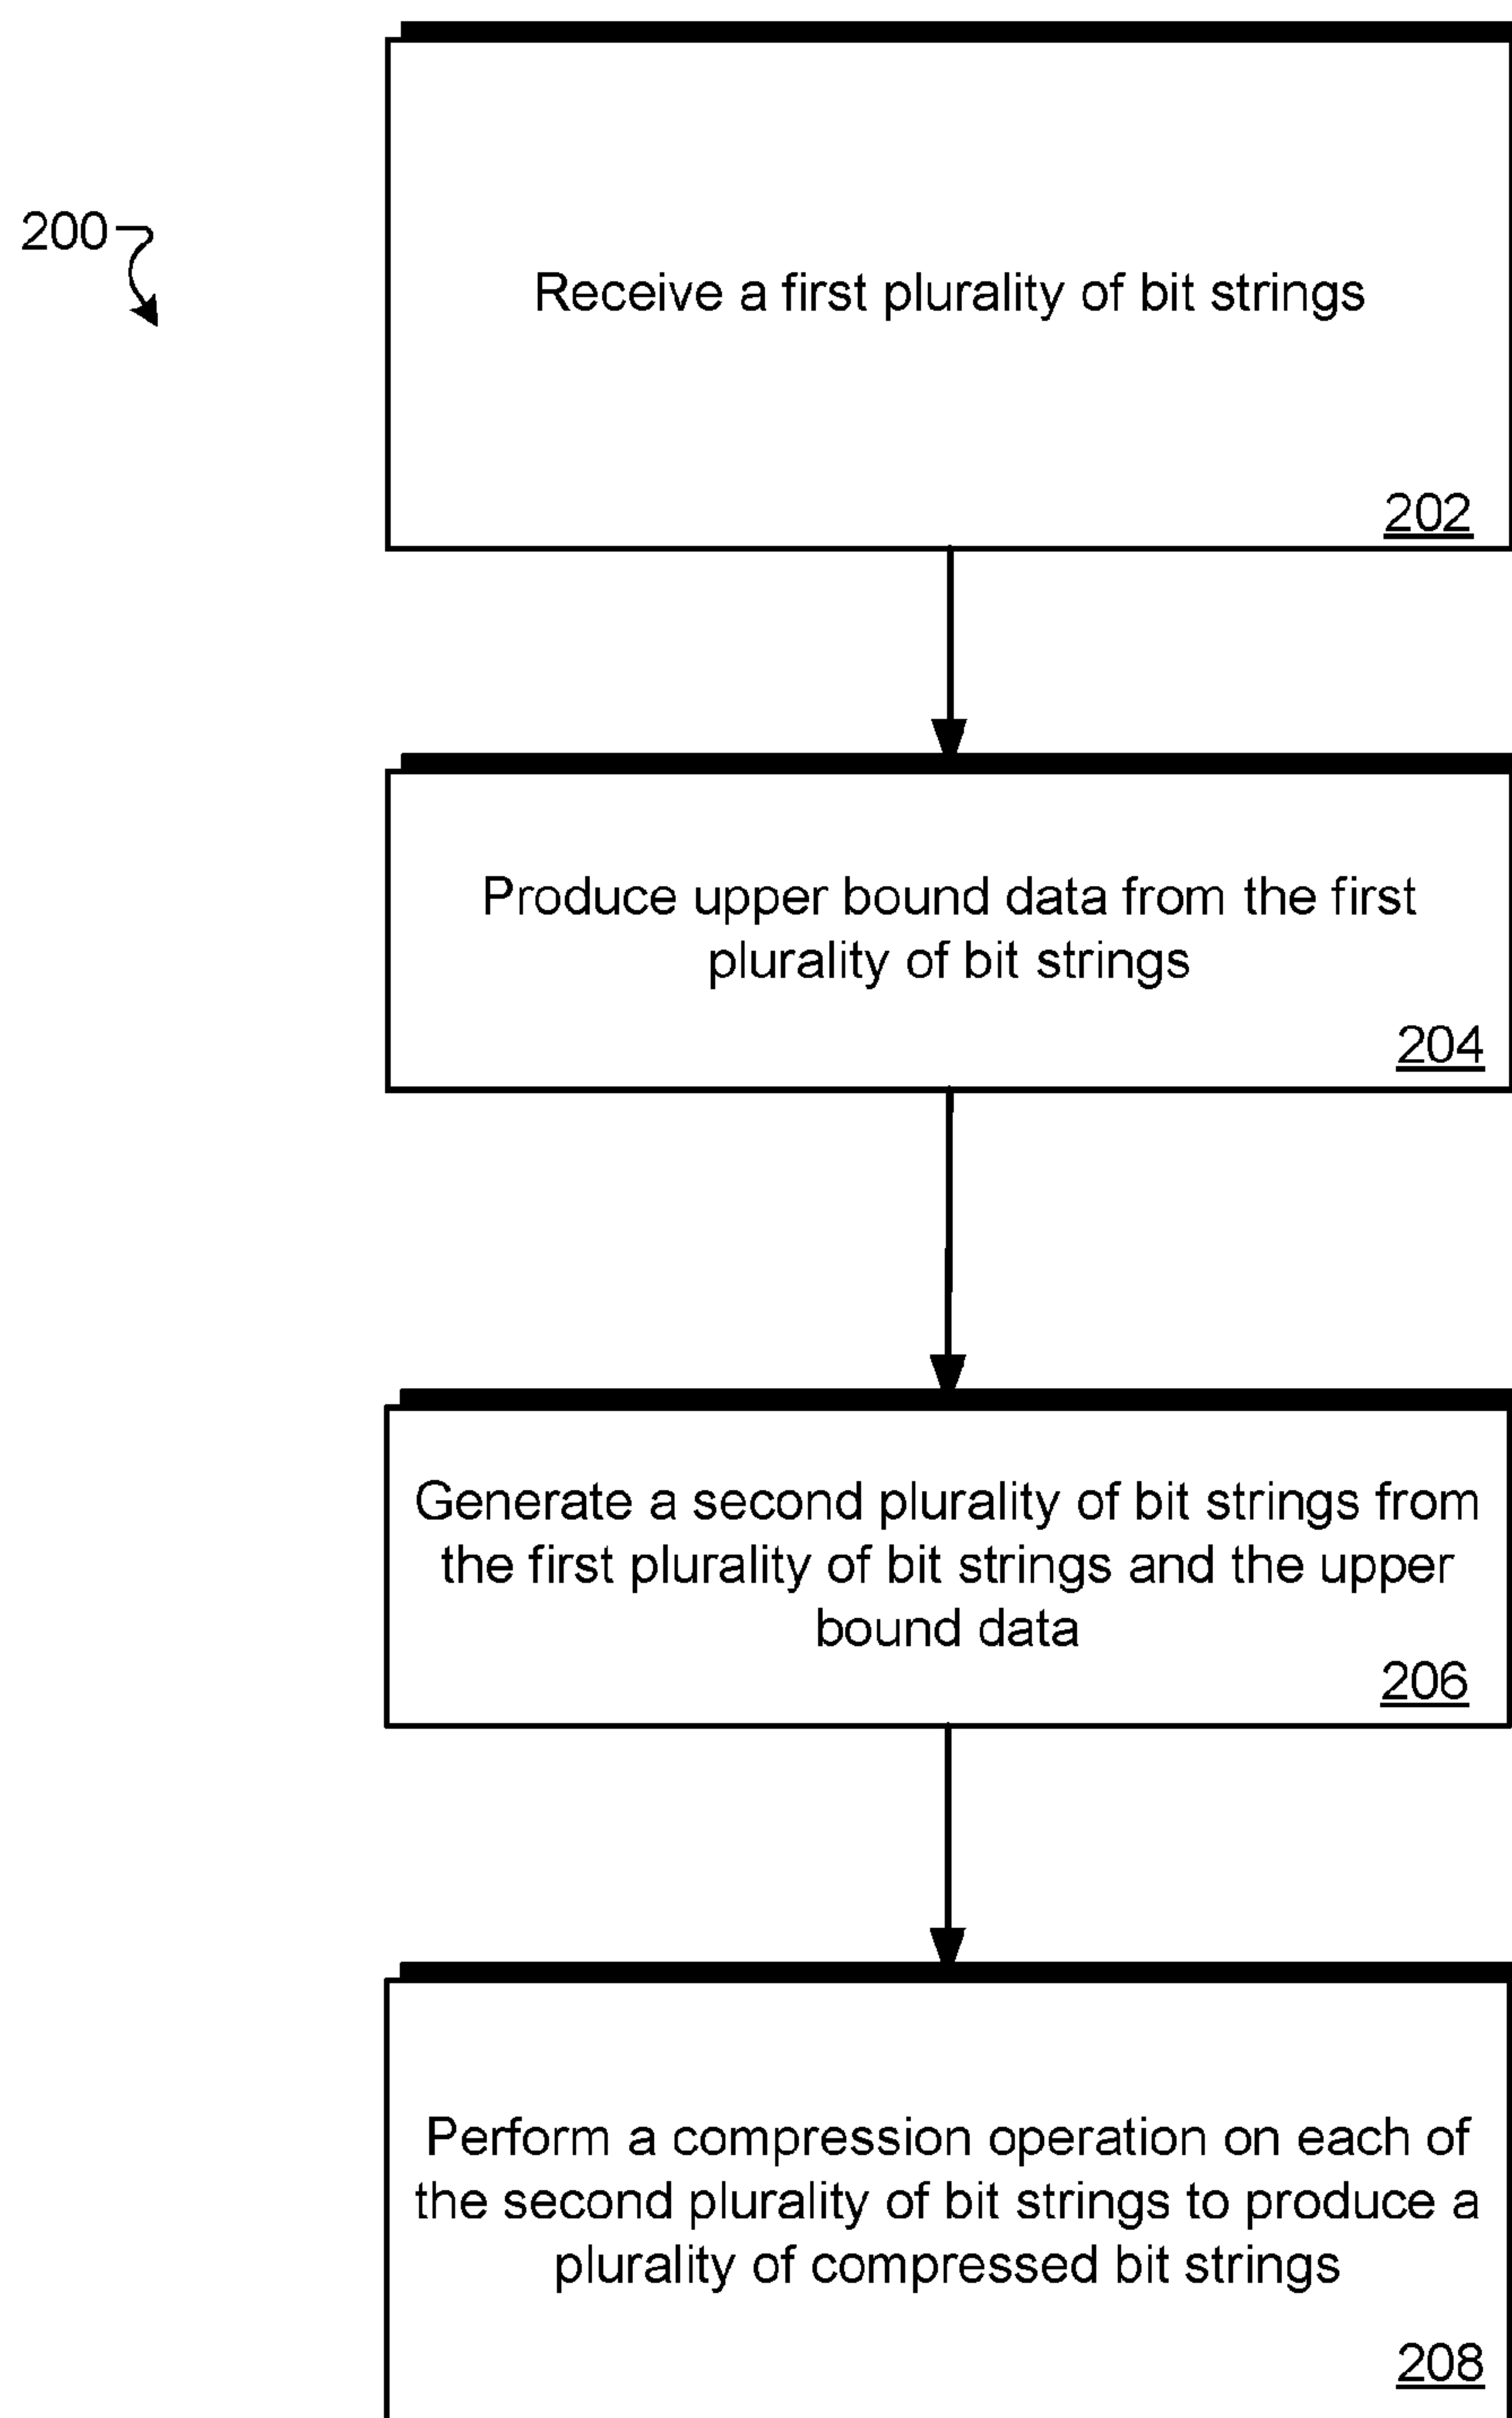 200
Receive a first plurality of bit strings
202
Produce upper bound data from the first
plurality of bit strings
204
Generate a second plurality of bit strings from
the first plurality of bit strings and the upper
bound data
206
Perform a compression operation on each of
the second plurality of bit strings to produce a
plurality of compressed bit strings
208